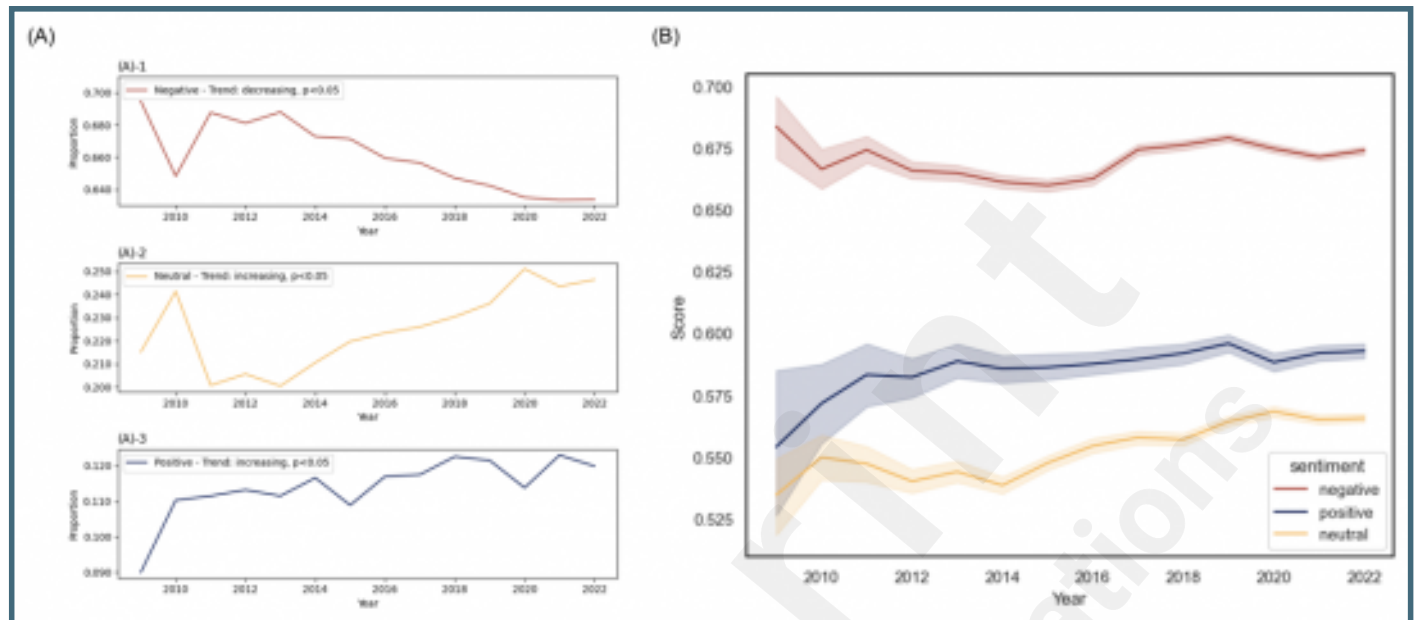 (A)
(A)-1
Negative - Trend: decreasing, p<0.05
0.700
0.680
0.660
0.640
Proportion
2010 2012 2014 2016 2018 2020 2022
Year
(A)-2
Neutral - Trend: increasing, p<0.05
0.250
0.240
0.230
0.220
0.210
0.200
Proportion
2010 2012 2014 2016 2018 2020 2022
Year
(A)-3
Positive - Trend: increasing, p<0.05
0.120
0.110
0.100
0.090
Proportion
2010 2012 2014 2016 2018 2020 2022
Year
(B)
0.700
0.675
0.650
0.625
0.600
0.575
0.550
0.525
Score
sentiment
negative
positive
neutral
2010 2012 2014 2016 2018 2020 2022
Year